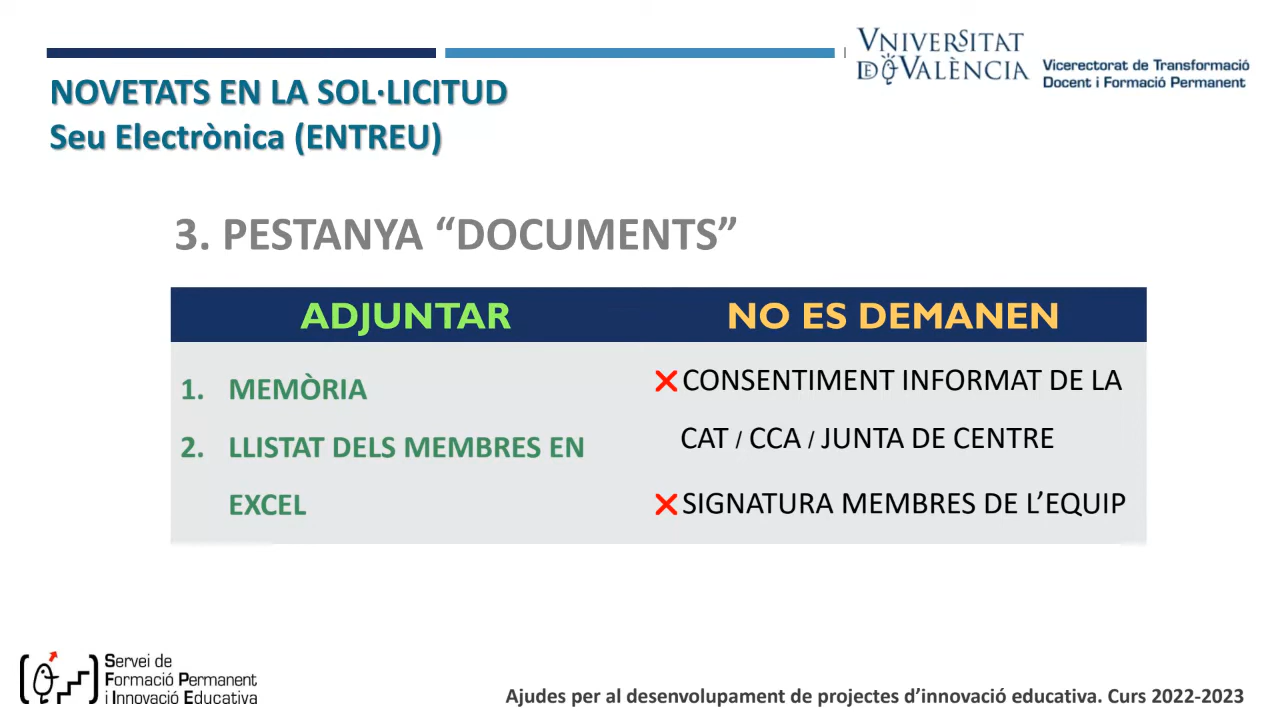 VNIVERSITAT
DE VALÈNCIA
Vicerectorat de Transformació
Docent i Formació Permanent
NOVETATS EN LA SOL·LICITUD
Seu Electrònica (ENTREU)
3. PESTANYA “DOCUMENTS”
ADJUNTAR
1. MEMÒRIA
2. LLISTAT DELS MEMBRES EN
EXCEL
NO ES DEMANEN
❌CONSENTIMENT INFORMAT DE LA
CAT / CCA / JUNTA DE CENTRE
❌SIGNATURA MEMBRES DE L’EQUIP
Servei de
Formació Permanent
i Innovació Educativa
Ajudes per al desenvolupament de projectes d’innovació educativa. Curs 2022-2023